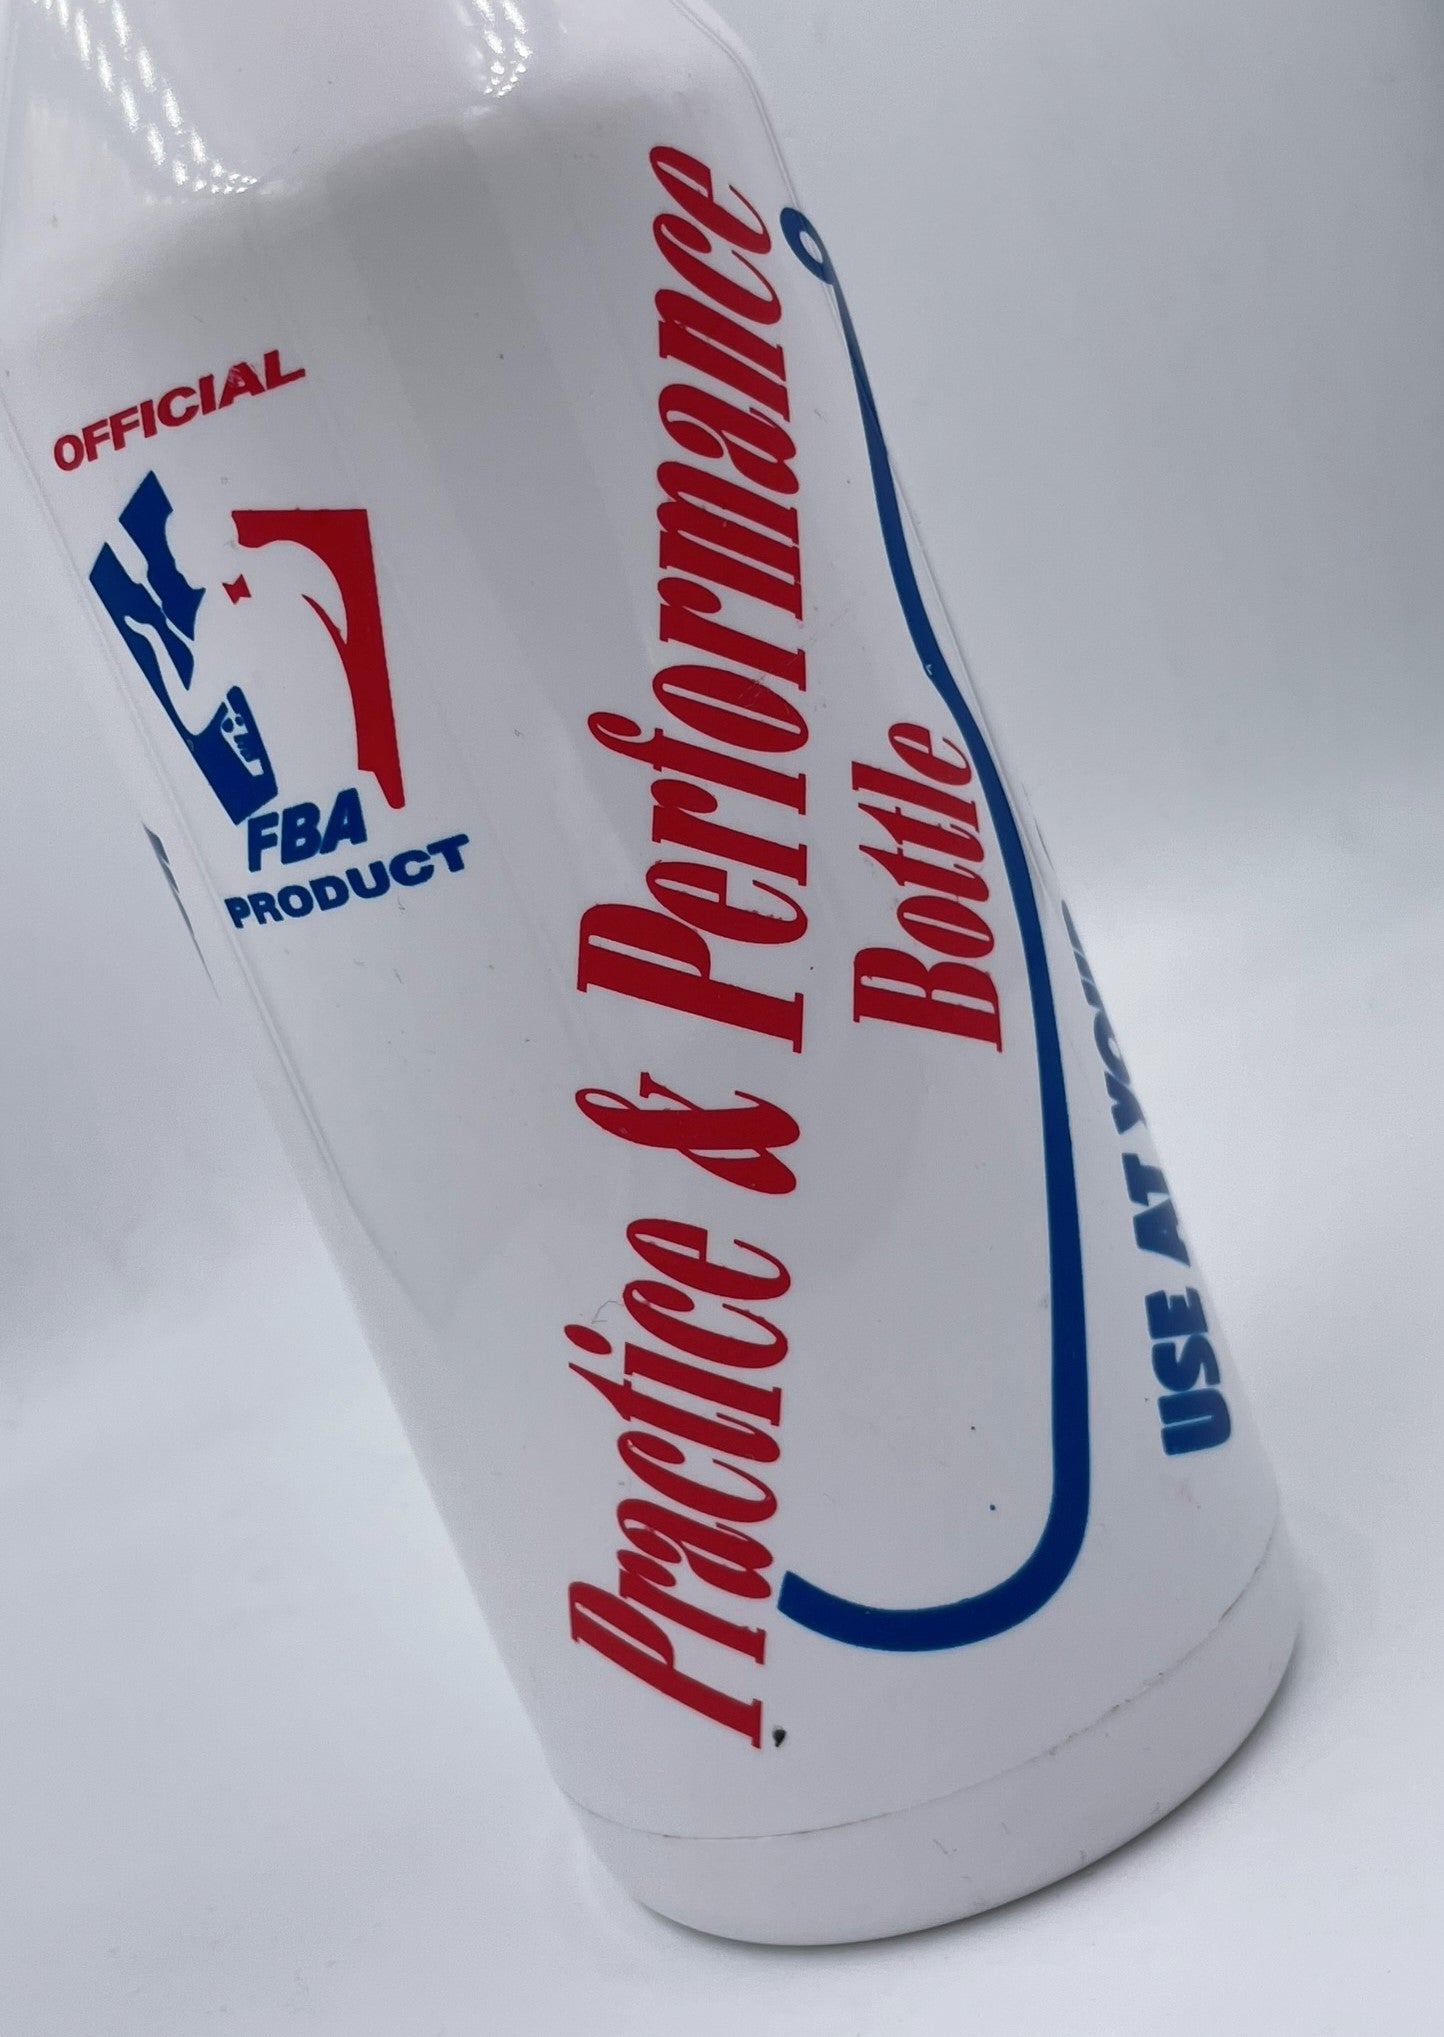 OFFICIAL
FBA
PRODUCT
Practice & Performance
Bottle
USE AT